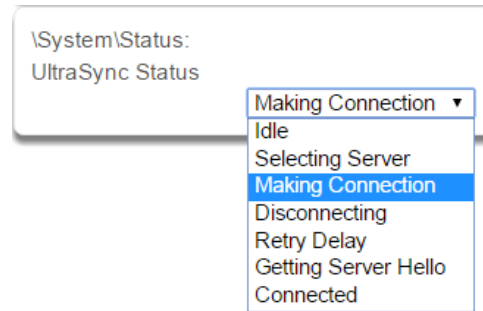 \System\Status:
UltraSync Status
Making Connection
Idle
Selecting Server
Making Connection
Disconnecting
Retry Delay
Getting Server Hello
Connected